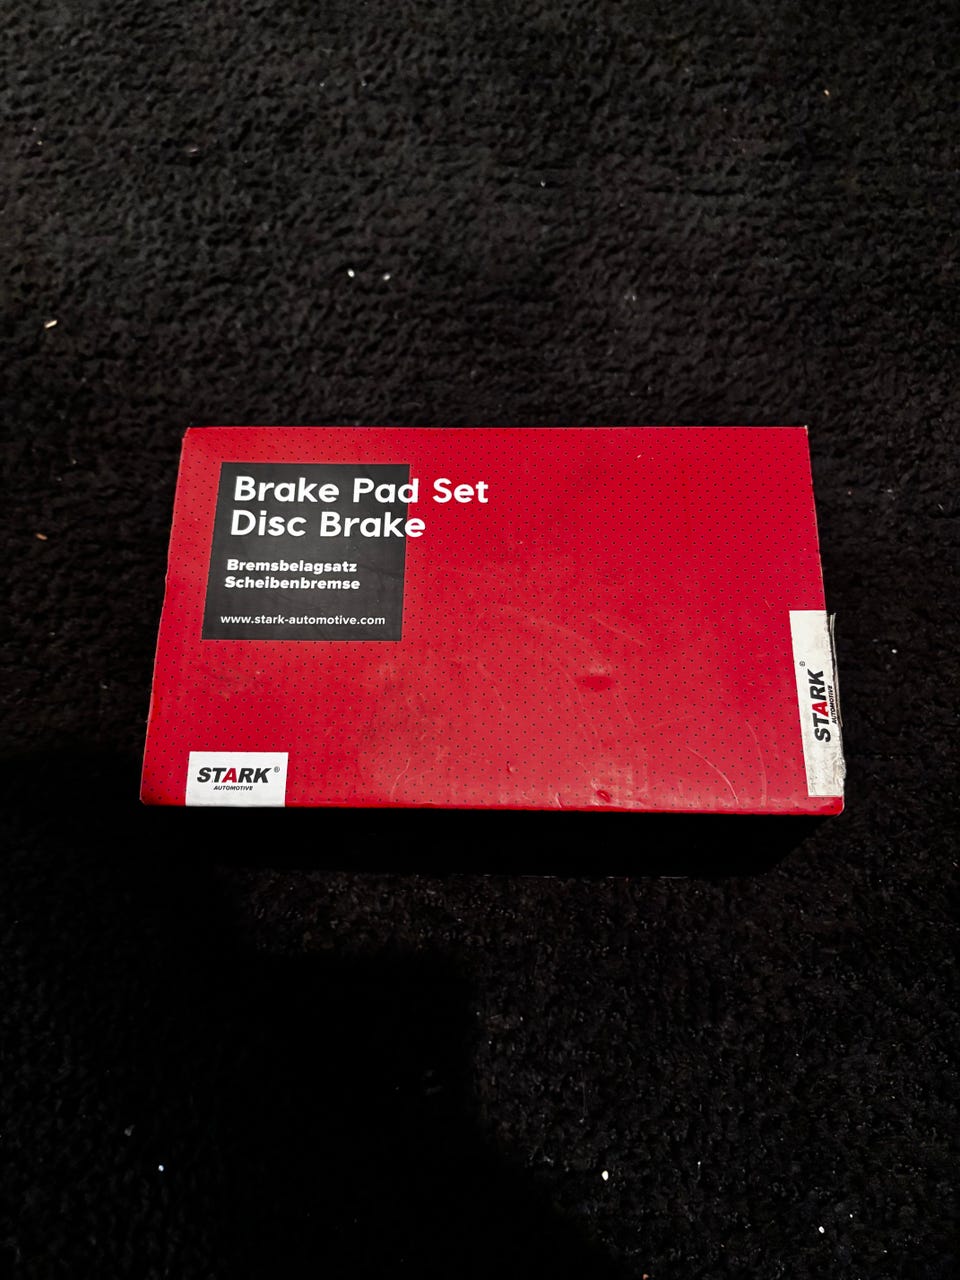 Brake Pad Set
Disc Brake
Bremsbelagsatz
Scheibenbremse
www.stark-automotive.com
STARK®
AUTOMOTIVE
STARK®
AUTOMOTIVE